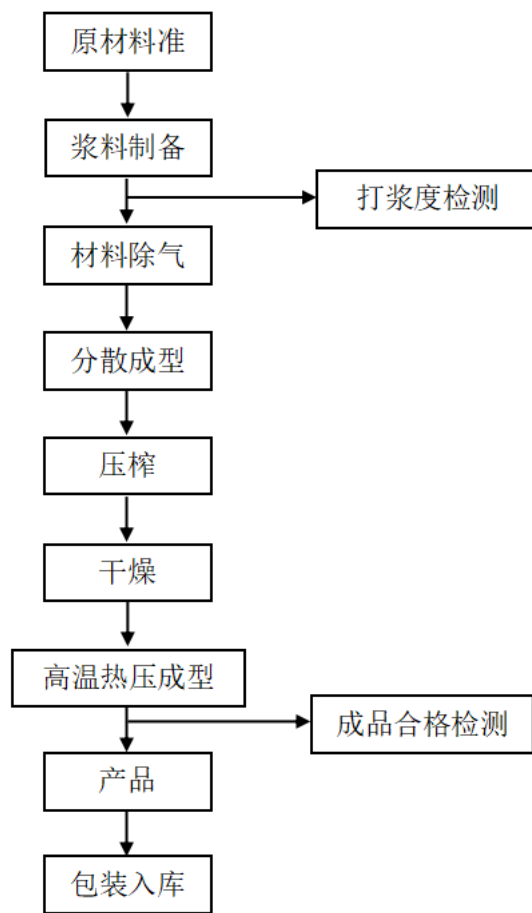 原材料准
浆料制备
打浆度检测
材料除气
分散成型
压榨
干燥
高温热压成型
成品合格检测
产品
包装入库